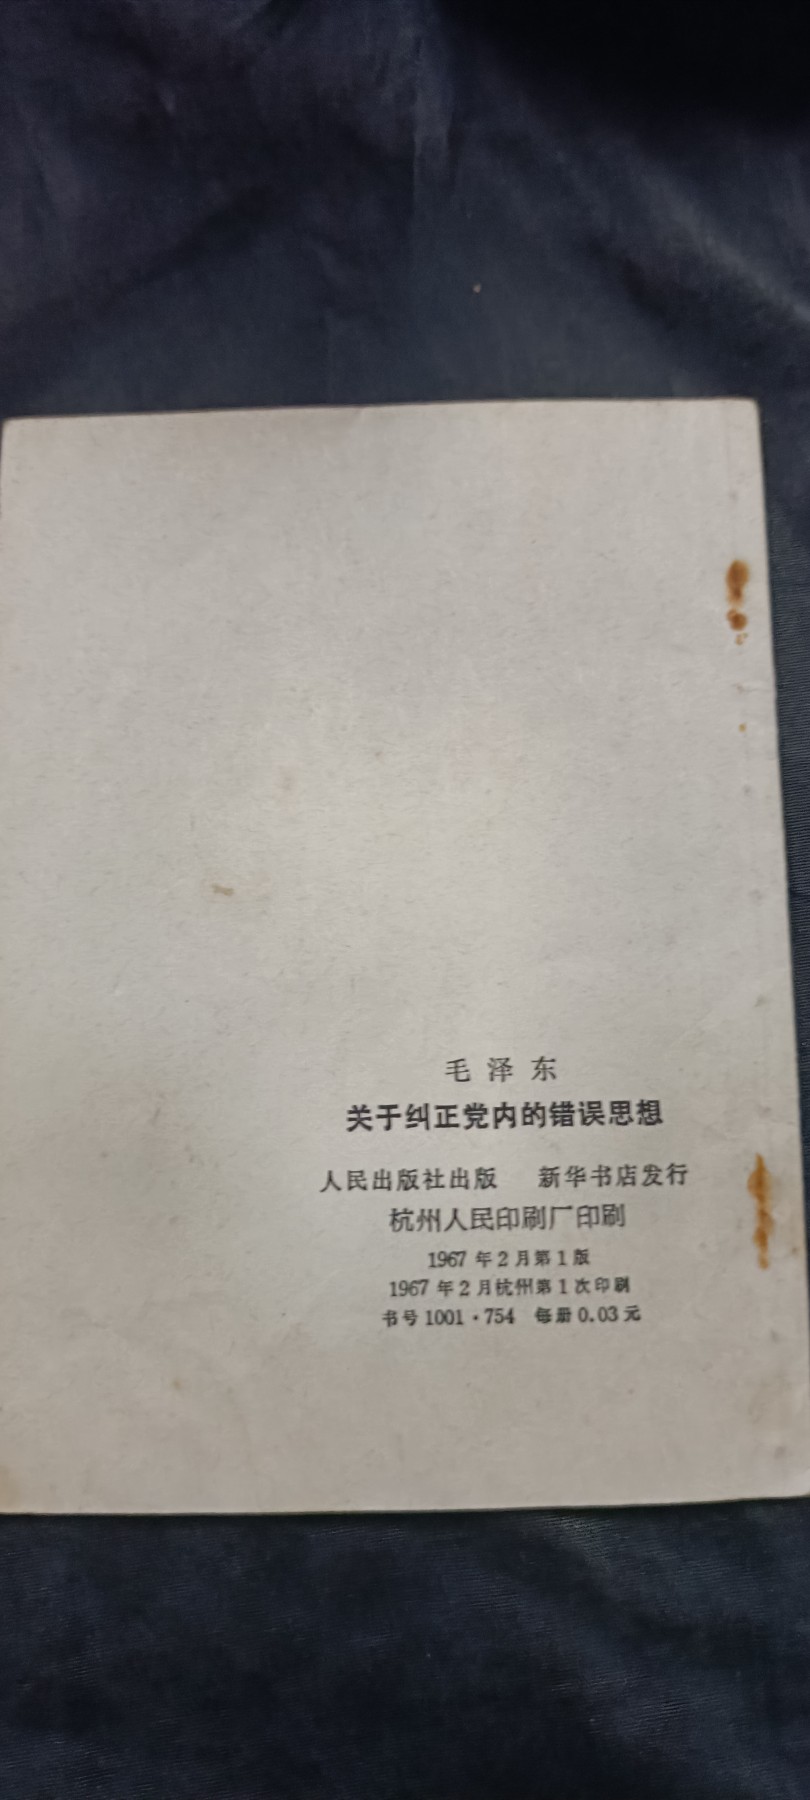 毛泽东
关于纠正党内的错误思想
人民出版社出版 新华书店发行
杭州人民印刷厂印刷
1967年2月第1版
1967年2月杭州第1次印刷
书号1001·754 每册0.03元